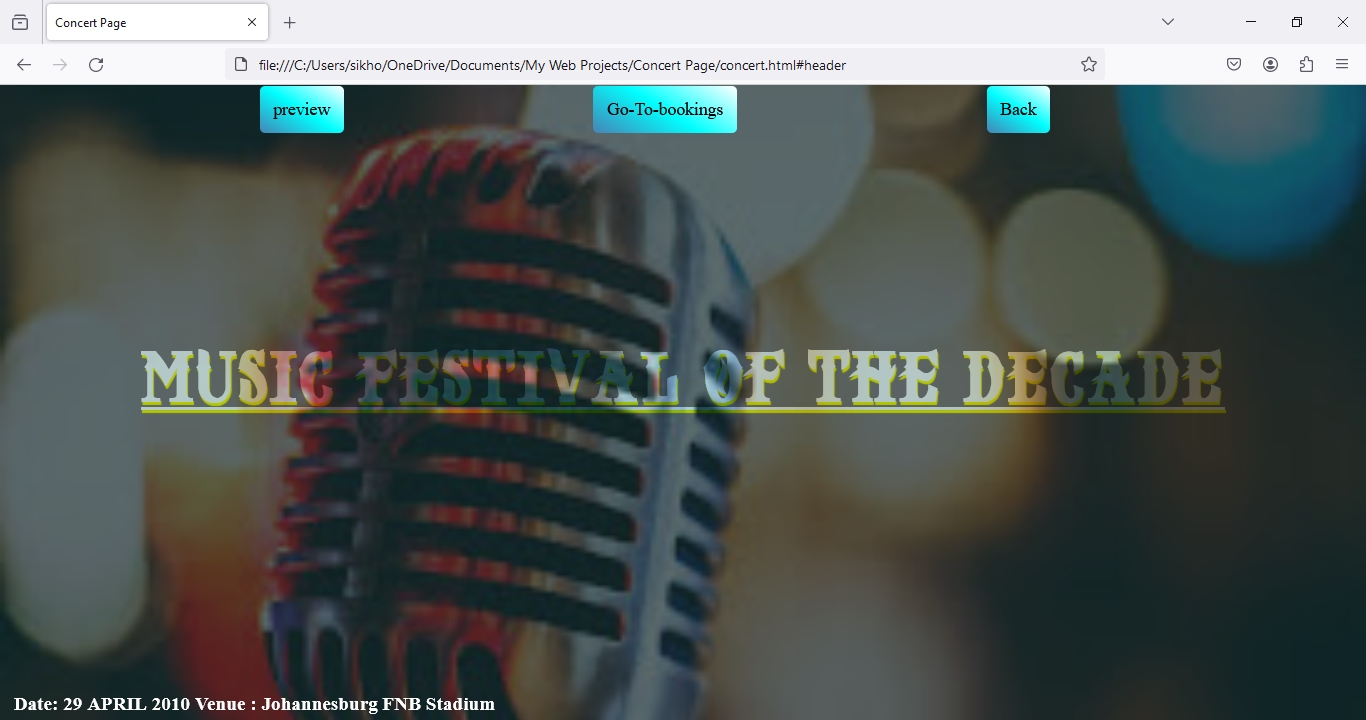 Concert Page
file:///C:/Users/sikho/OneDrive/Documents/My Web Projects/Concert Page/concert.html#header
preview
Go-To-bookings
Back
MUSIC FESTIVAL OF THE DECADE
Date: 29 APRIL 2010 Venue : Johannesburg FNB Stadium